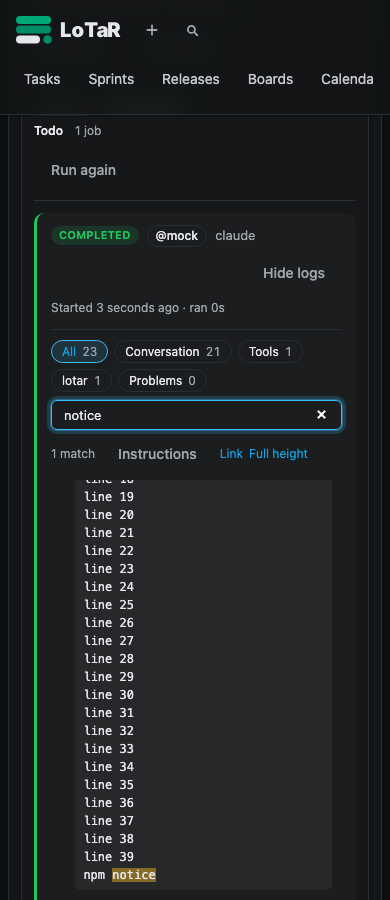 LoTaR
Tasks Sprints Releases Boards Calenda
Todo 1 job
Run again
COMPLETED @mock claude
Hide logs
Started 3 seconds ago · ran 0s
All 23 Conversation 21 Tools 1
lotar 1 Problems 0
notice
1 match Instructions Link Full height
line 18
line 19
line 20
line 21
line 22
line 23
line 24
line 25
line 26
line 27
line 28
line 29
line 30
line 31
line 32
line 33
line 34
line 35
line 36
line 37
line 38
line 39
npm notice